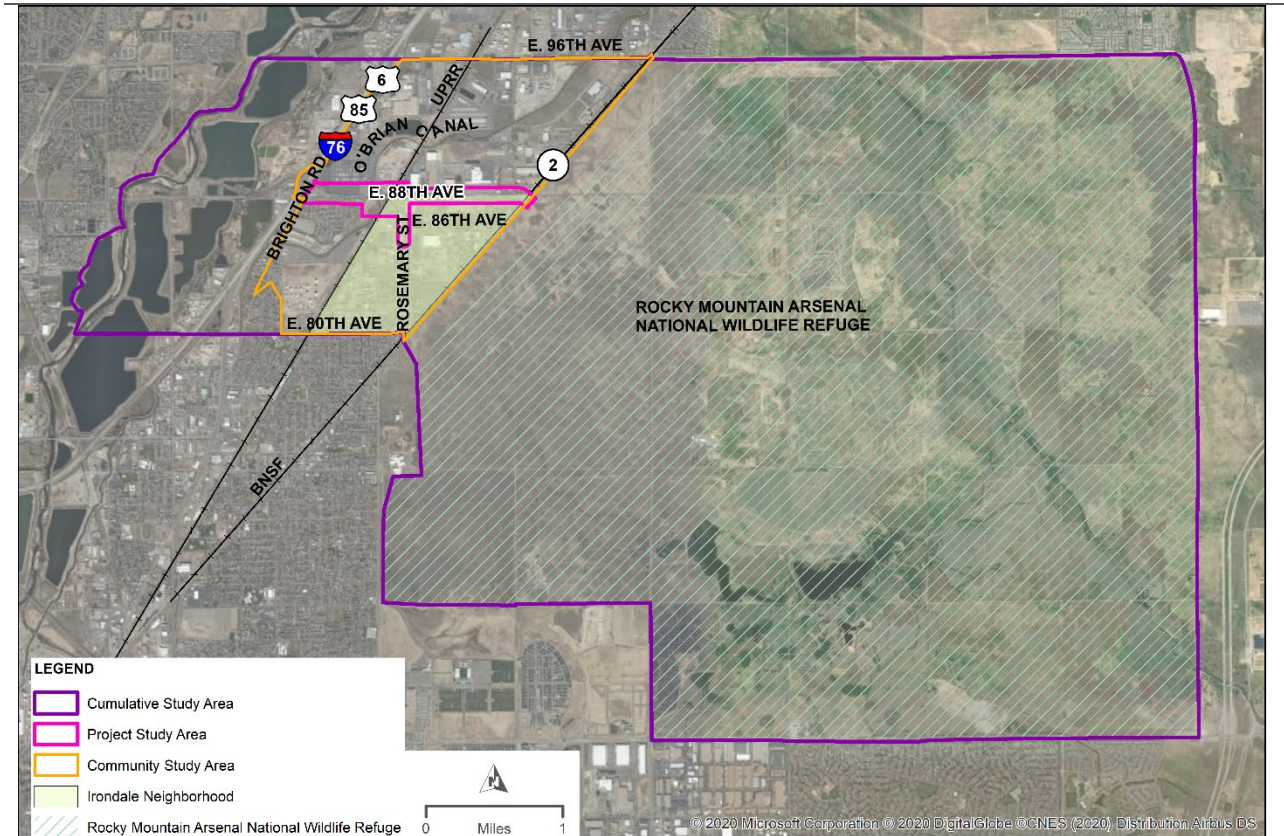 E. 96TH AVE
6
UPRR
85
O'BRIAN CANAL
76
2
BRIGHTON RD
E. 88TH AVE
E. 86TH AVE
ROSEMARY ST
ROCKY MOUNTAIN ARSENAL
NATIONAL WILDLIFE REFUGE
E. 80TH AVE
BNSF
LEGEND
Cumulative Study Area
Project Study Area
Community Study Area
Irondale Neighborhood
Rocky Mountain Arsenal National Wildlife Refuge
N
0 Miles 1
© 2020 Microsoft Corporation © 2020 DigitalGlobe ©CNES (2020) Distribution Airbus DS